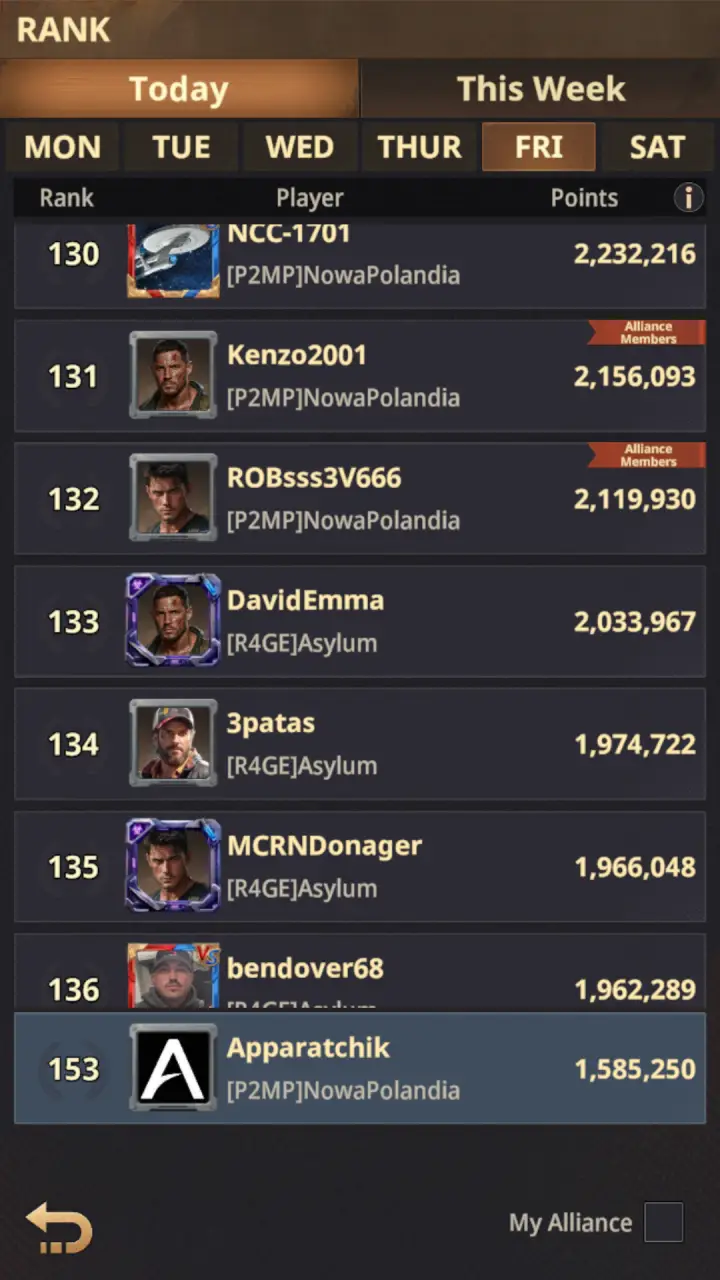 RANK
Today
This Week
MON TUE WED THUR FRI SAT
Rank Player Points i
130 NCC-1701 2,232,216
[P2MP]NowaPolandia
Alliance Members
131 Kenzo2001 2,156,093
[P2MP]NowaPolandia
Alliance Members
132 ROBsss3V666 2,119,930
[P2MP]NowaPolandia
133 DavidEmma 2,033,967
[R4GE]Asylum
134 3patas 1,974,722
[R4GE]Asylum
135 MCRNDonager 1,966,048
[R4GE]Asylum
VS
136 bendover68 1,962,289
[R4GE]Asylum
153 Apparatchik 1,585,250
[P2MP]NowaPolandia
My Alliance